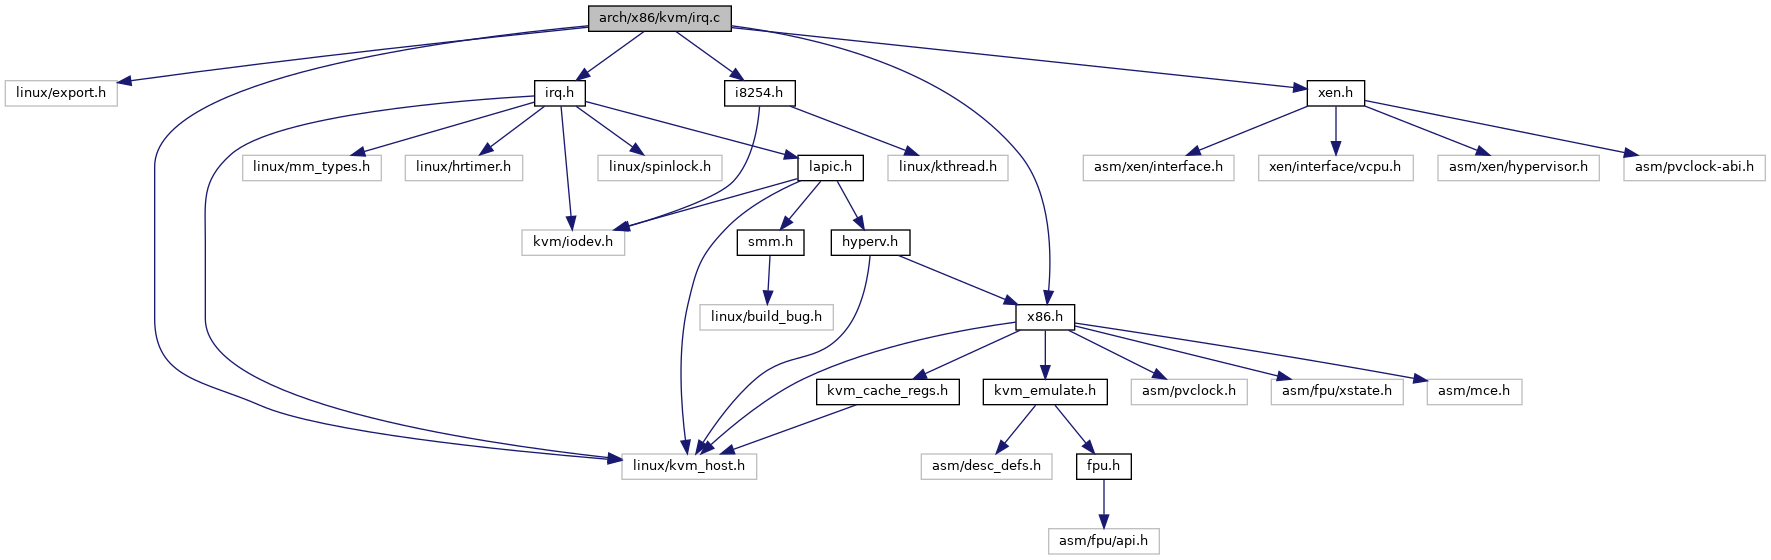 arch/x86/kvm/irq.c
linux/export.h
irq.h
i8254.h
xen.h
linux/mm_types.h
linux/hrtimer.h
linux/spinlock.h
lapic.h
linux/kthread.h
asm/xen/interface.h
xen/interface/vcpu.h
asm/xen/hypervisor.h
asm/pvclock-abi.h
kvm/iodev.h
smm.h
hyperv.h
linux/build_bug.h
x86.h
kvm_cache_regs.h
kvm_emulate.h
asm/pvclock.h
asm/fpu/xstate.h
asm/mce.h
linux/kvm_host.h
asm/desc_defs.h
fpu.h
asm/fpu/api.h